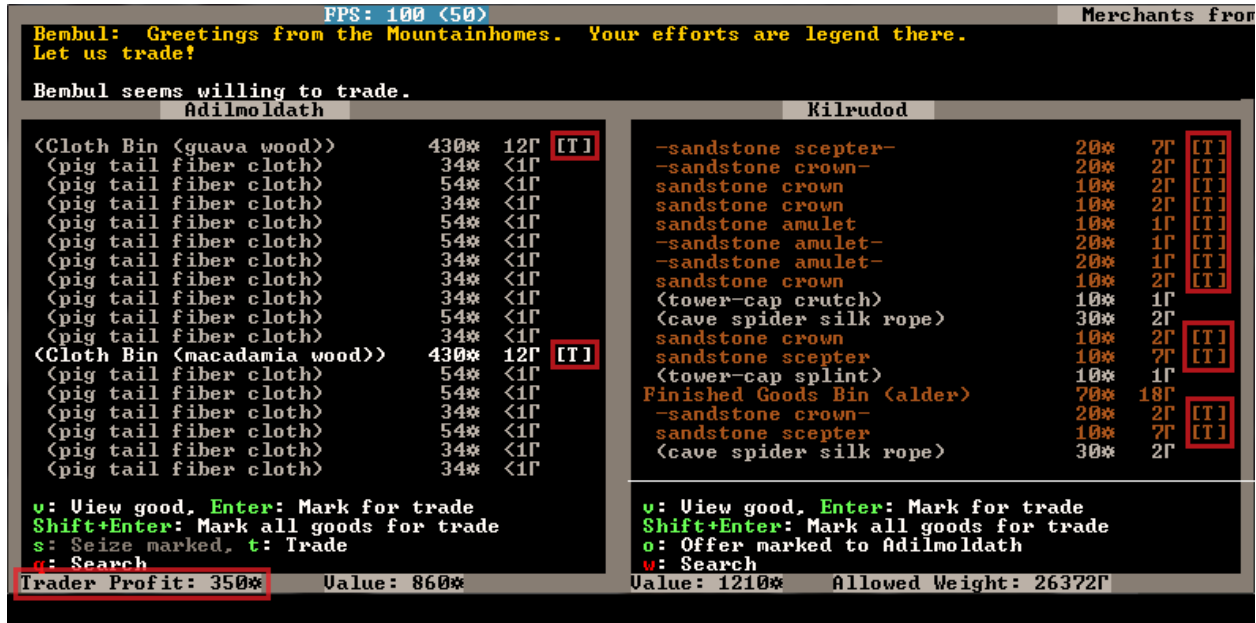 FPS: 100 (50) Merchants from
Bembul: Greetings from the Mountainhomes. Your efforts are legend there.
Let us trade!
Bembul seems willing to trade.
Adilmoldath
(Cloth Bin (guava wood)) 430☼ 12Γ [T]
(pig tail fiber cloth) 34☼ <1Γ
(pig tail fiber cloth) 54☼ <1Γ
(pig tail fiber cloth) 34☼ <1Γ
(pig tail fiber cloth) 54☼ <1Γ
(pig tail fiber cloth) 54☼ <1Γ
(pig tail fiber cloth) 34☼ <1Γ
(pig tail fiber cloth) 34☼ <1Γ
(pig tail fiber cloth) 34☼ <1Γ
(pig tail fiber cloth) 54☼ <1Γ
(pig tail fiber cloth) 34☼ <1Γ
(Cloth Bin (macadamia wood)) 430☼ 12Γ [T]
(pig tail fiber cloth) 54☼ <1Γ
(pig tail fiber cloth) 54☼ <1Γ
(pig tail fiber cloth) 54☼ <1Γ
(pig tail fiber cloth) 54☼ <1Γ
(pig tail fiber cloth) 34☼ <1Γ
(pig tail fiber cloth) 34☼ <1Γ
v: View good, Enter: Mark for trade
Shift+Enter: Mark all goods for trade
s: Seize marked, t: Trade
q: Search
Trader Profit: 350☼ Value: 860☼
Kilrudod
-sandstone scepter- 20☼ 7Γ [T]
-sandstone crown- 20☼ 2Γ [T]
sandstone crown 10☼ 2Γ [T]
sandstone crown 10☼ 2Γ [T]
sandstone amulet 10☼ 1Γ [T]
-sandstone amulet- 20☼ 1Γ [T]
-sandstone amulet- 20☼ 1Γ [T]
sandstone crown 10☼ 2Γ [T]
(tower-cap crutch) 10☼ 1Γ
(cave spider silk rope) 30☼ 2Γ
sandstone crown 10☼ 2Γ [T]
sandstone scepter 10☼ 7Γ [T]
(tower-cap splint) 10☼ 1Γ
Finished Goods Bin (alder) 70☼ 18Γ
-sandstone crown- 20☼ 2Γ [T]
sandstone scepter 10☼ 7Γ [T]
(cave spider silk rope) 30☼ 2Γ
v: View good, Enter: Mark for trade
Shift+Enter: Mark all goods for trade
o: Offer marked to Adilmoldath
w: Search
Value: 1210☼ Allowed Weight: 26372Γ